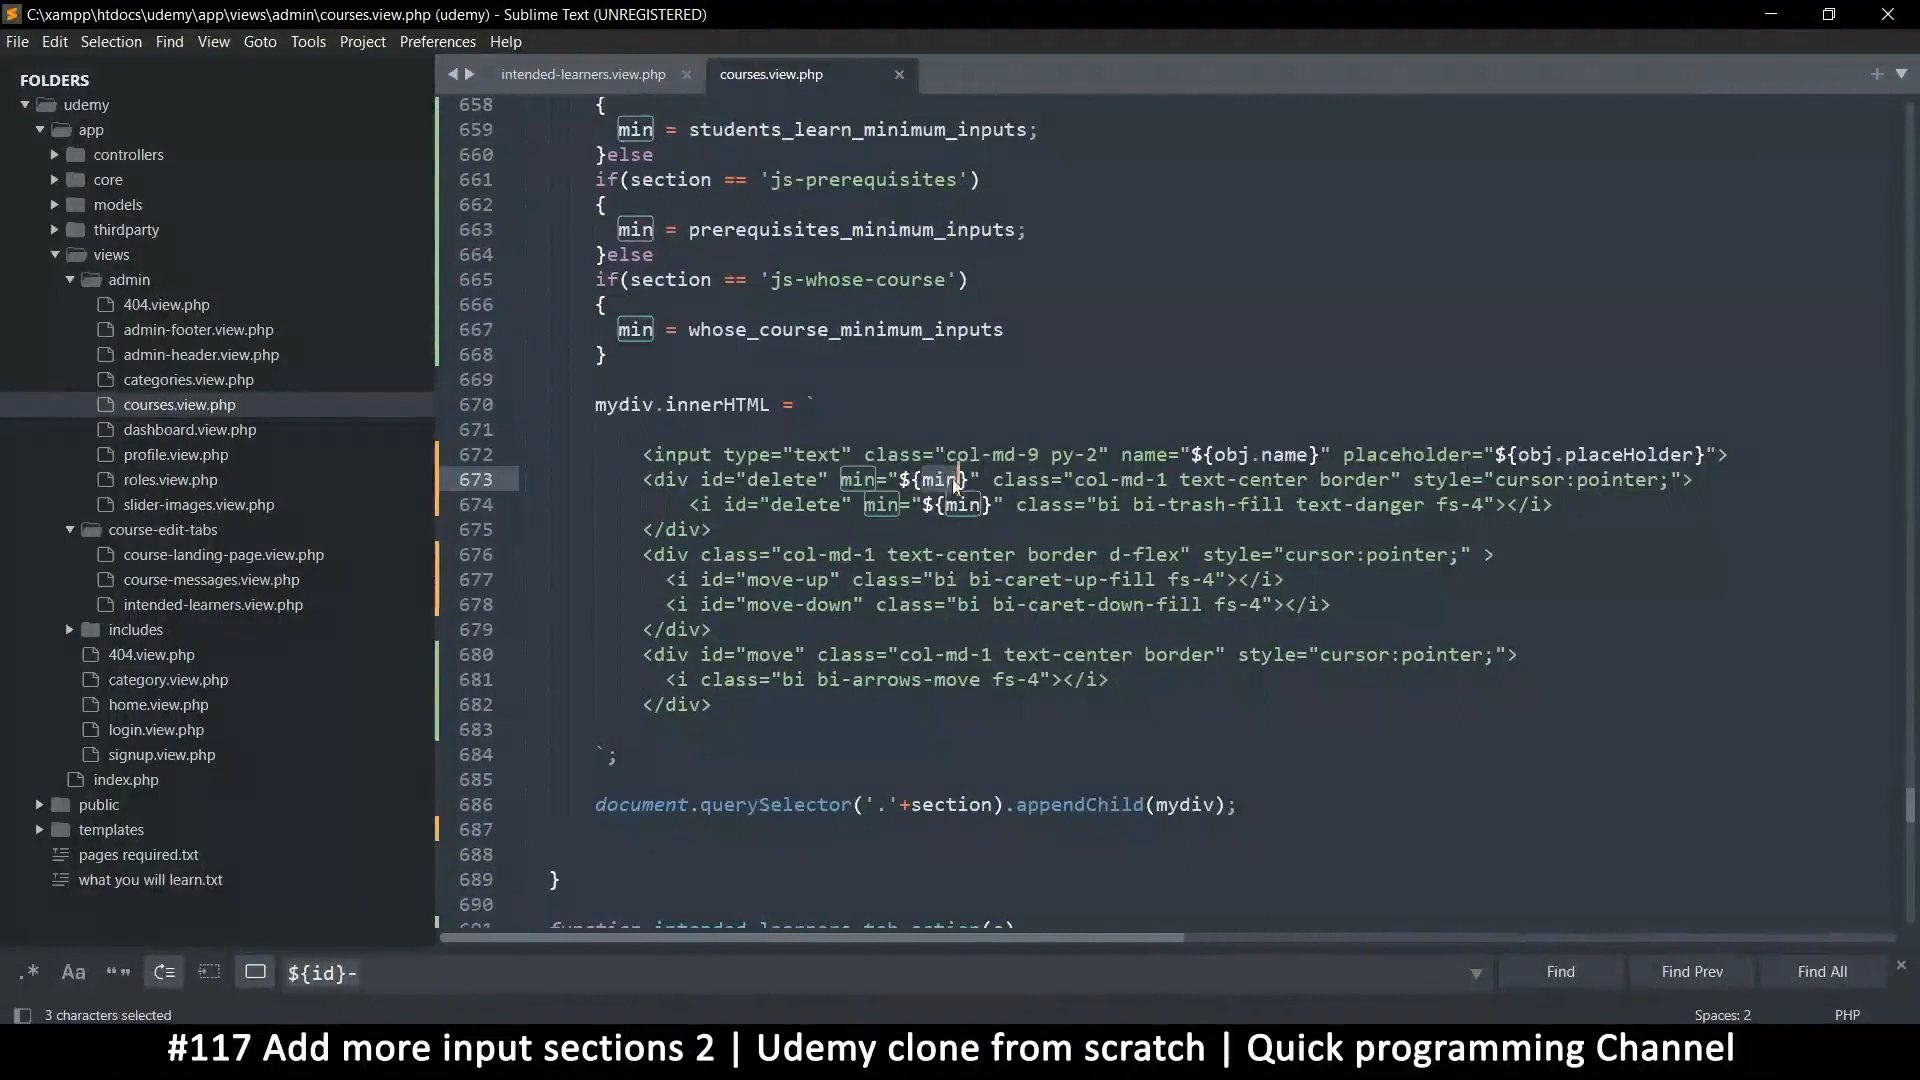 C:\xampp\htdocs\udemy\app\views\admin\courses.view.php (udemy) - Sublime Text (UNREGISTERED)
File Edit Selection Find View Goto Tools Project Preferences Help
FOLDERS
udemy
app
controllers
core
models
thirdparty
views
admin
404.view.php
admin-footer.view.php
admin-header.view.php
categories.view.php
courses.view.php
dashboard.view.php
profile.view.php
roles.view.php
slider-images.view.php
course-edit-tabs
course-landing-page.view.php
course-messages.view.php
intended-learners.view.php
includes
404.view.php
category.view.php
home.view.php
login.view.php
signup.view.php
index.php
public
templates
pages required.txt
what you will learn.txt
intended-learners.view.php courses.view.php
658 {
659 min = students_learn_minimum_inputs;
660 }else
661 if(section == 'js-prerequisites')
662 {
663 min = prerequisites_minimum_inputs;
664 }else
665 if(section == 'js-whose-course')
666 {
667 min = whose_course_minimum_inputs
668 }
669
670 mydiv.innerHTML = `
671
672 <input type="text" class="col-md-9 py-2" name="${obj.name}" placeholder="${obj.placeHolder}">
673 <div id="delete" min="${min}" class="col-md-1 text-center border" style="cursor:pointer;">
674 <i id="delete" min="${min}" class="bi bi-trash-fill text-danger fs-4"></i>
675 </div>
676 <div class="col-md-1 text-center border d-flex" style="cursor:pointer;" >
677 <i id="move-up" class="bi bi-caret-up-fill fs-4"></i>
678 <i id="move-down" class="bi bi-caret-down-fill fs-4"></i>
679 </div>
680 <div id="move" class="col-md-1 text-center border" style="cursor:pointer;">
681 <i class="bi bi-arrows-move fs-4"></i>
682 </div>
683
684 `;
685
686 document.querySelector('.'+section).appendChild(mydiv);
687
688
689 }
690
691 function intended_learners_tab_action(e)
.* Aa “” ${id}- Find Find Prev Find All
3 characters selected Spaces: 2 PHP
#117 Add more input sections 2 | Udemy clone from scratch | Quick programming Channel